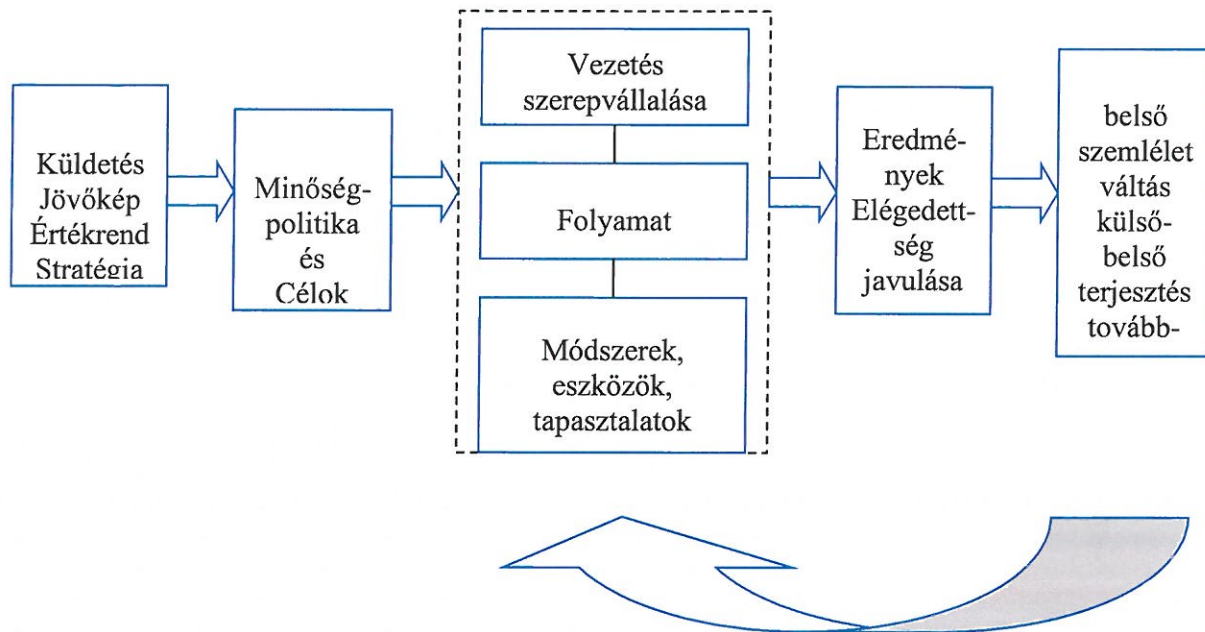 Küldetés
Jövőkép
Értékrend
Stratégia
Minőség-
politika
és
Célok
Vezetés
szerepvállalása
Folyamat
Módszerek,
eszközök,
tapasztalatok
Eredmé-
nyek
Elégedett-
ség
javulása
belső
szemlélet
váltás
külső-
belső
terjesztés
tovább-